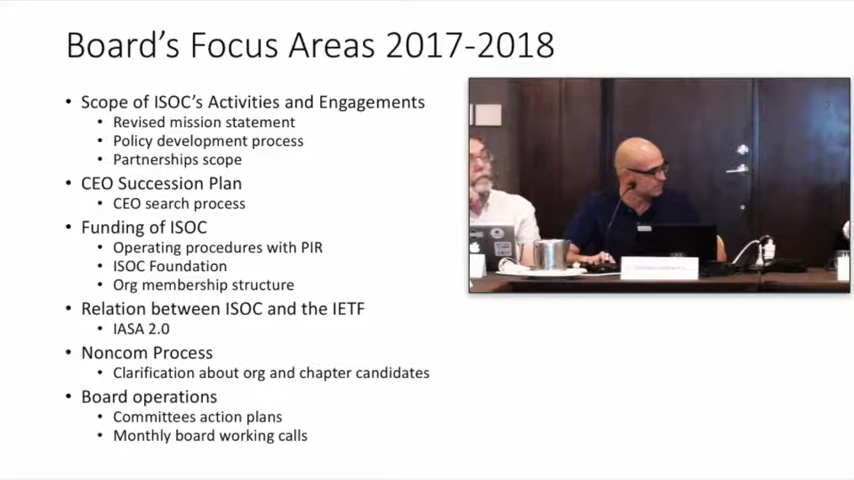 Board's Focus Areas 2017-2018
• Scope of ISOC's Activities and Engagements
• Revised mission statement
• Policy development process
• Partnerships scope
• CEO Succession Plan
• CEO search process
• Funding of ISOC
• Operating procedures with PIR
• ISOC Foundation
• Org membership structure
• Relation between ISOC and the IETF
• IASA 2.0
• Noncom Process
• Clarification about org and chapter candidates
• Board operations
• Committees action plans
• Monthly board working calls